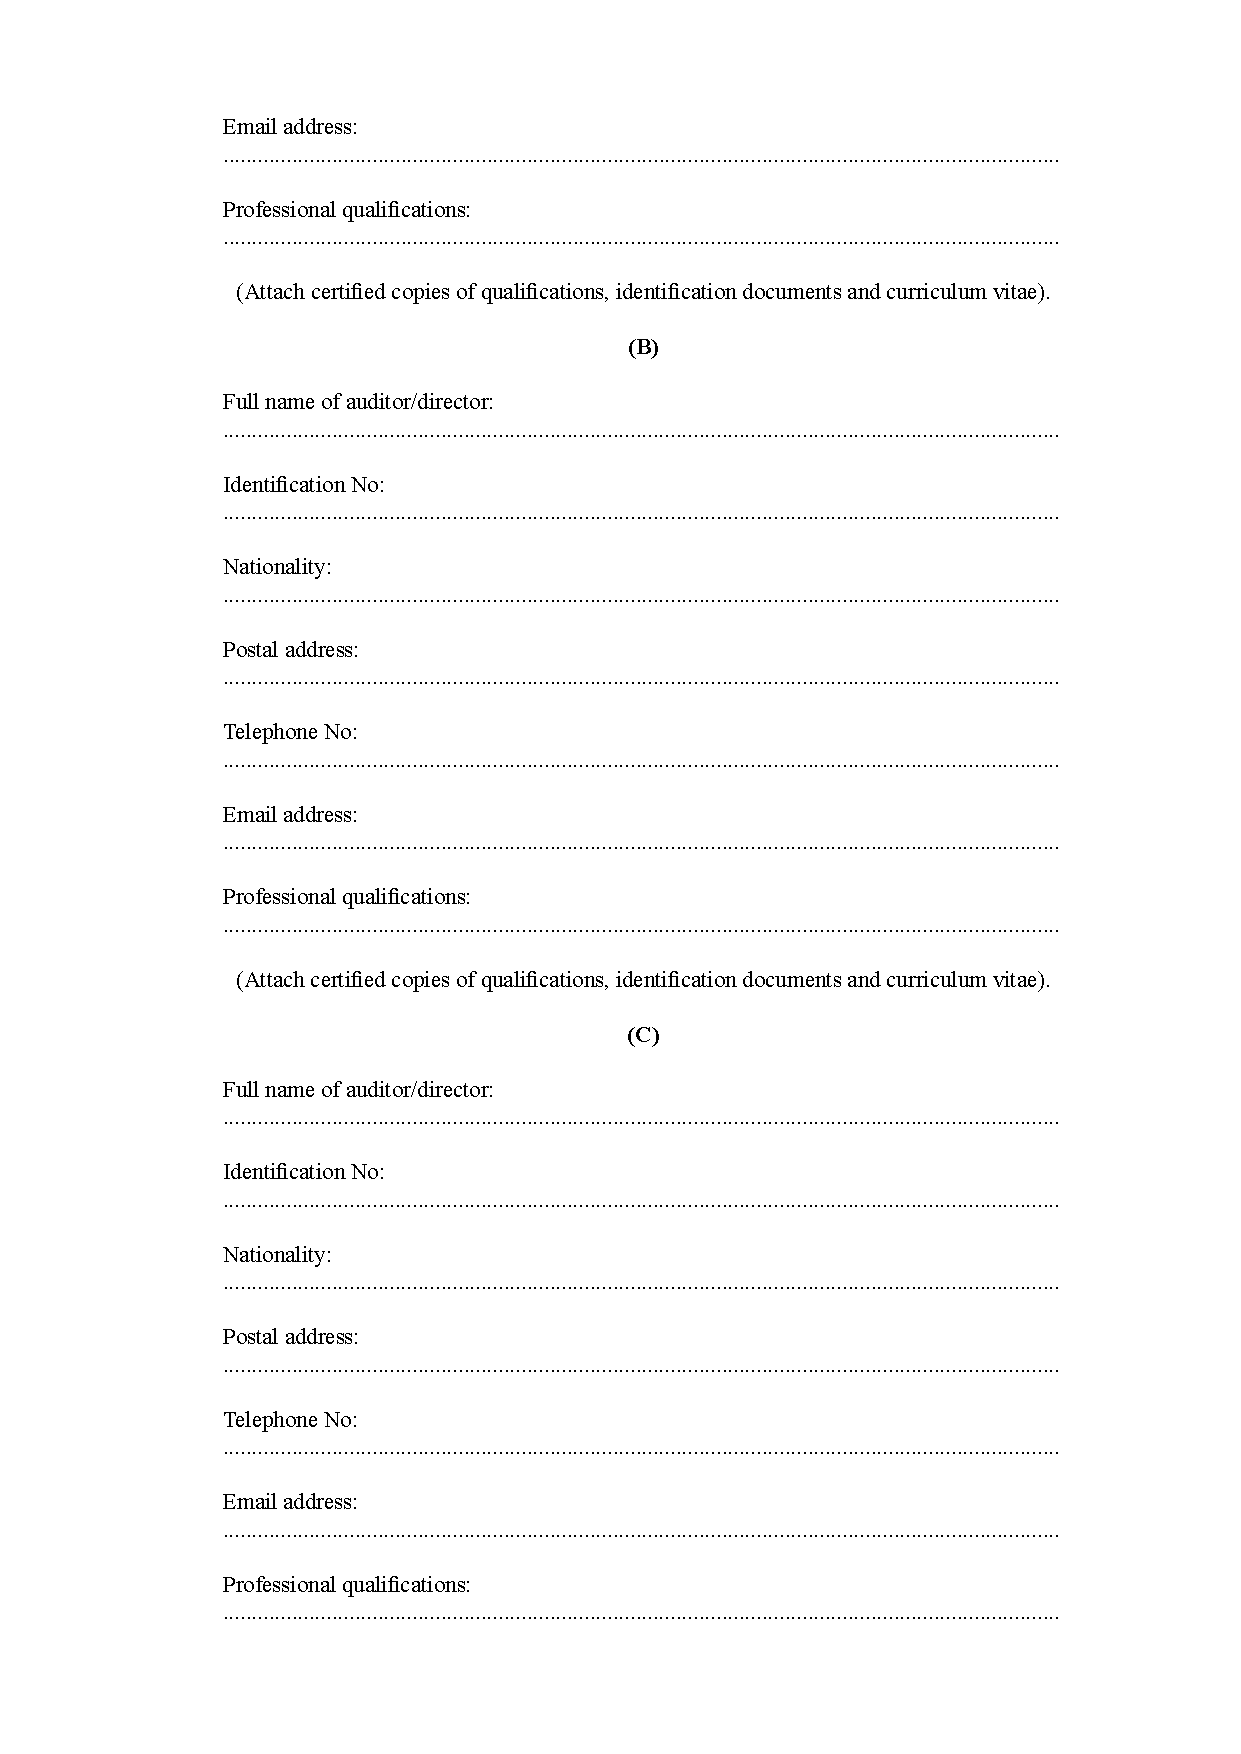 Email address:
................................................................................................................................................
Professional qualifications:
................................................................................................................................................
(Attach certified copies of qualifications, identification documents and curriculum vitae).
(B)
Full name of auditor/director:
................................................................................................................................................
Identification No:
................................................................................................................................................
Nationality:
................................................................................................................................................
Postal address:
................................................................................................................................................
Telephone No:
................................................................................................................................................
Email address:
................................................................................................................................................
Professional qualifications:
................................................................................................................................................
(Attach certified copies of qualifications, identification documents and curriculum vitae).
(C)
Full name of auditor/director:
................................................................................................................................................
Identification No:
................................................................................................................................................
Nationality:
................................................................................................................................................
Postal address:
................................................................................................................................................
Telephone No:
................................................................................................................................................
Email address:
................................................................................................................................................
Professional qualifications:
................................................................................................................................................